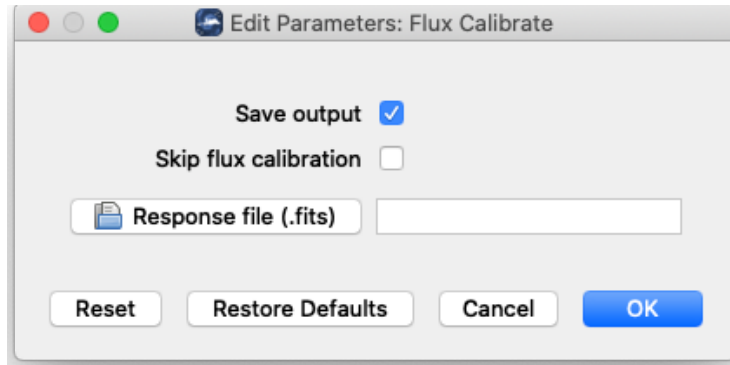 Edit Parameters: Flux Calibrate
Save output
Skip flux calibration
Response file (.fits)
Reset Restore Defaults Cancel OK